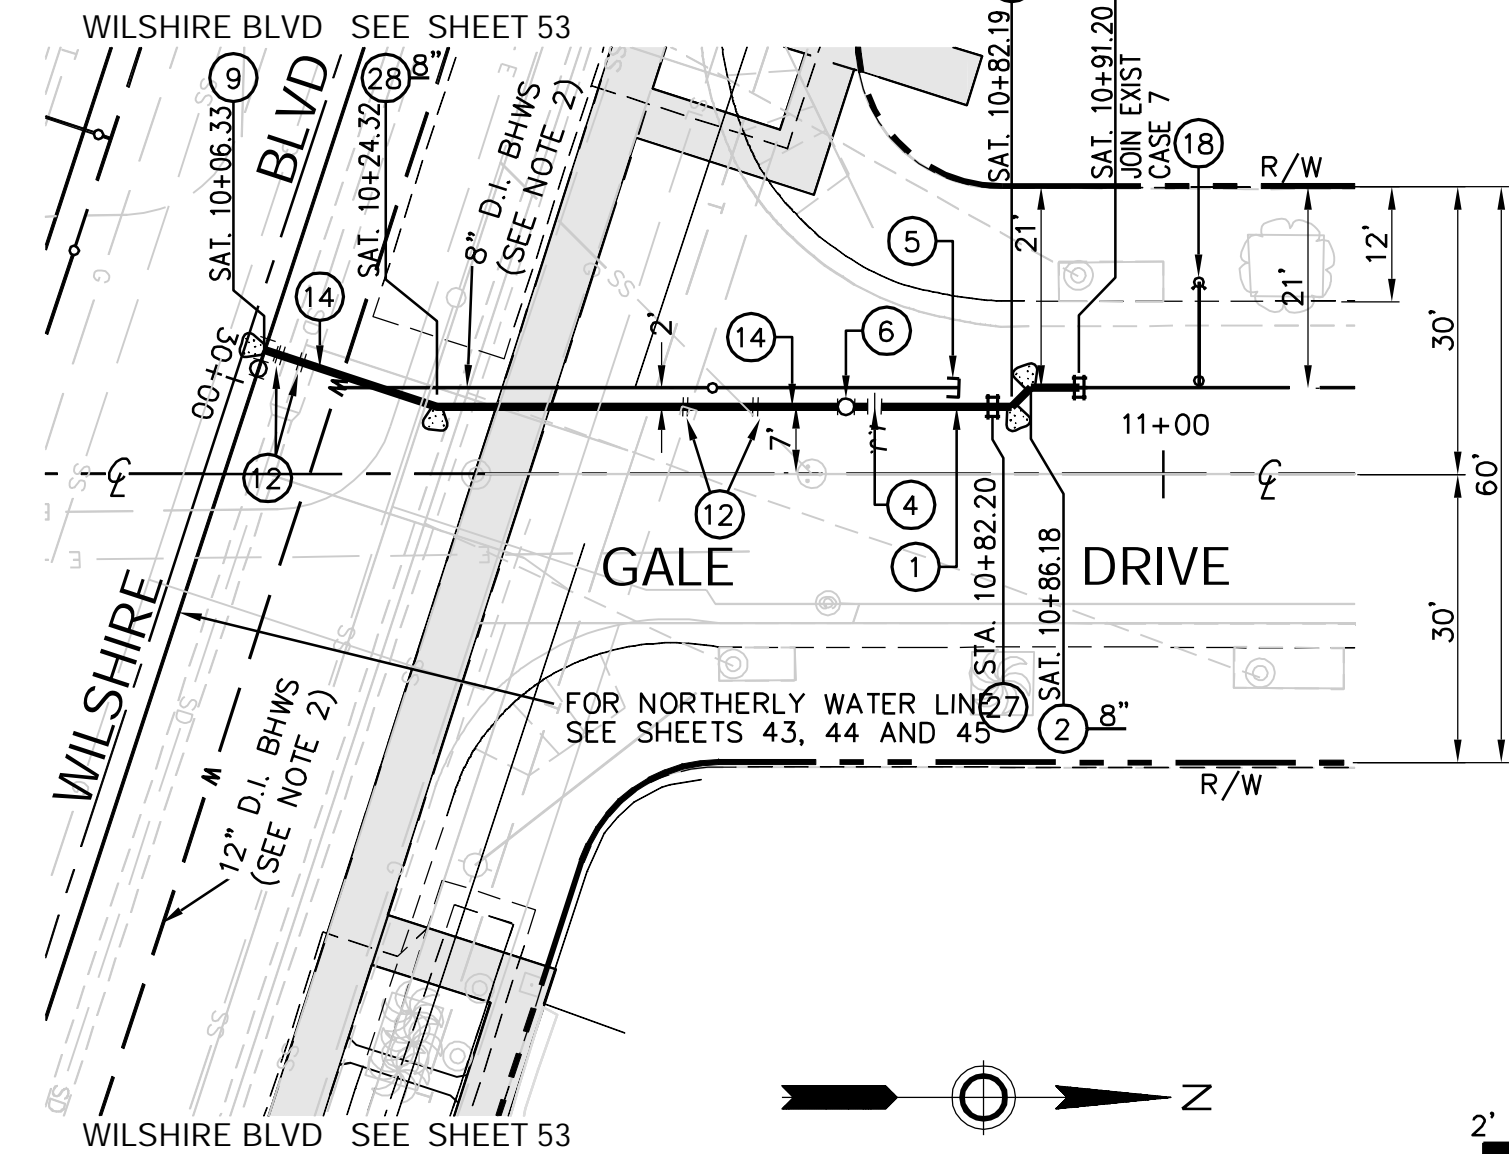 WILSHIRE BLVD SEE SHEET 53
9
28
8"
SAT. 10+06.33
BLVD
SAT. 10+24.32
8" D.I. BHWS
(SEE NOTE 2)
SAT. 10+82.19
SAT. 10+91.20
JOIN EXIST
CASE 7
18
R/W
5
21'
21'
12'
30'
60'
14
2'
14
6
30+00
W
11+00
12
7'
℄
℄
12
4
1
GALE
DRIVE
STA. 10+82.20
SAT. 10+86.18
30'
WILSHIRE
FOR NORTHERLY WATER LINE
SEE SHEETS 43, 44 AND 45
27
2
8"
12" D.I. BHWS
(SEE NOTE 2)
W
R/W
N
2'
WILSHIRE BLVD SEE SHEET 53